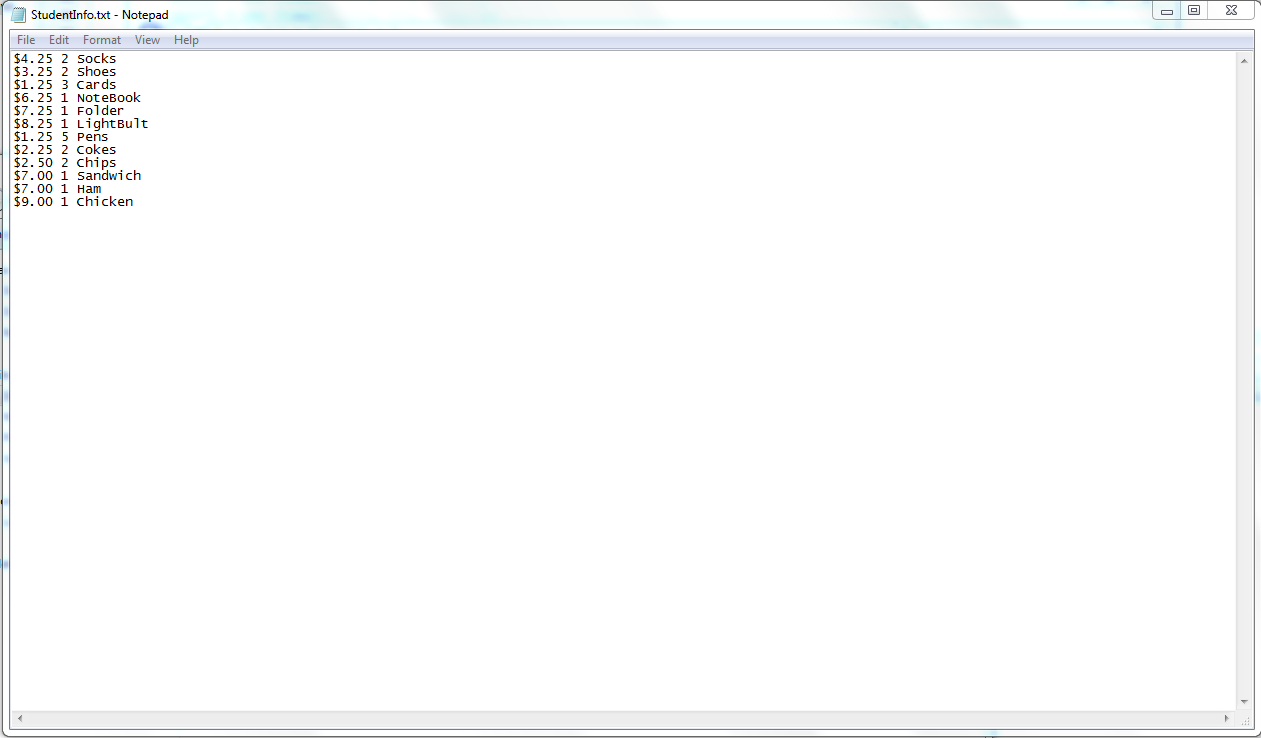 StudentInfo.txt - Notepad
File Edit Format View Help
$4.25 2 Socks
$3.25 2 Shoes
$1.25 3 Cards
$6.25 1 NoteBook
$7.25 1 Folder
$8.25 1 LightBult
$1.25 5 Pens
$2.25 2 Cokes
$2.50 2 Chips
$7.00 1 Sandwich
$7.00 1 Ham
$9.00 1 Chicken